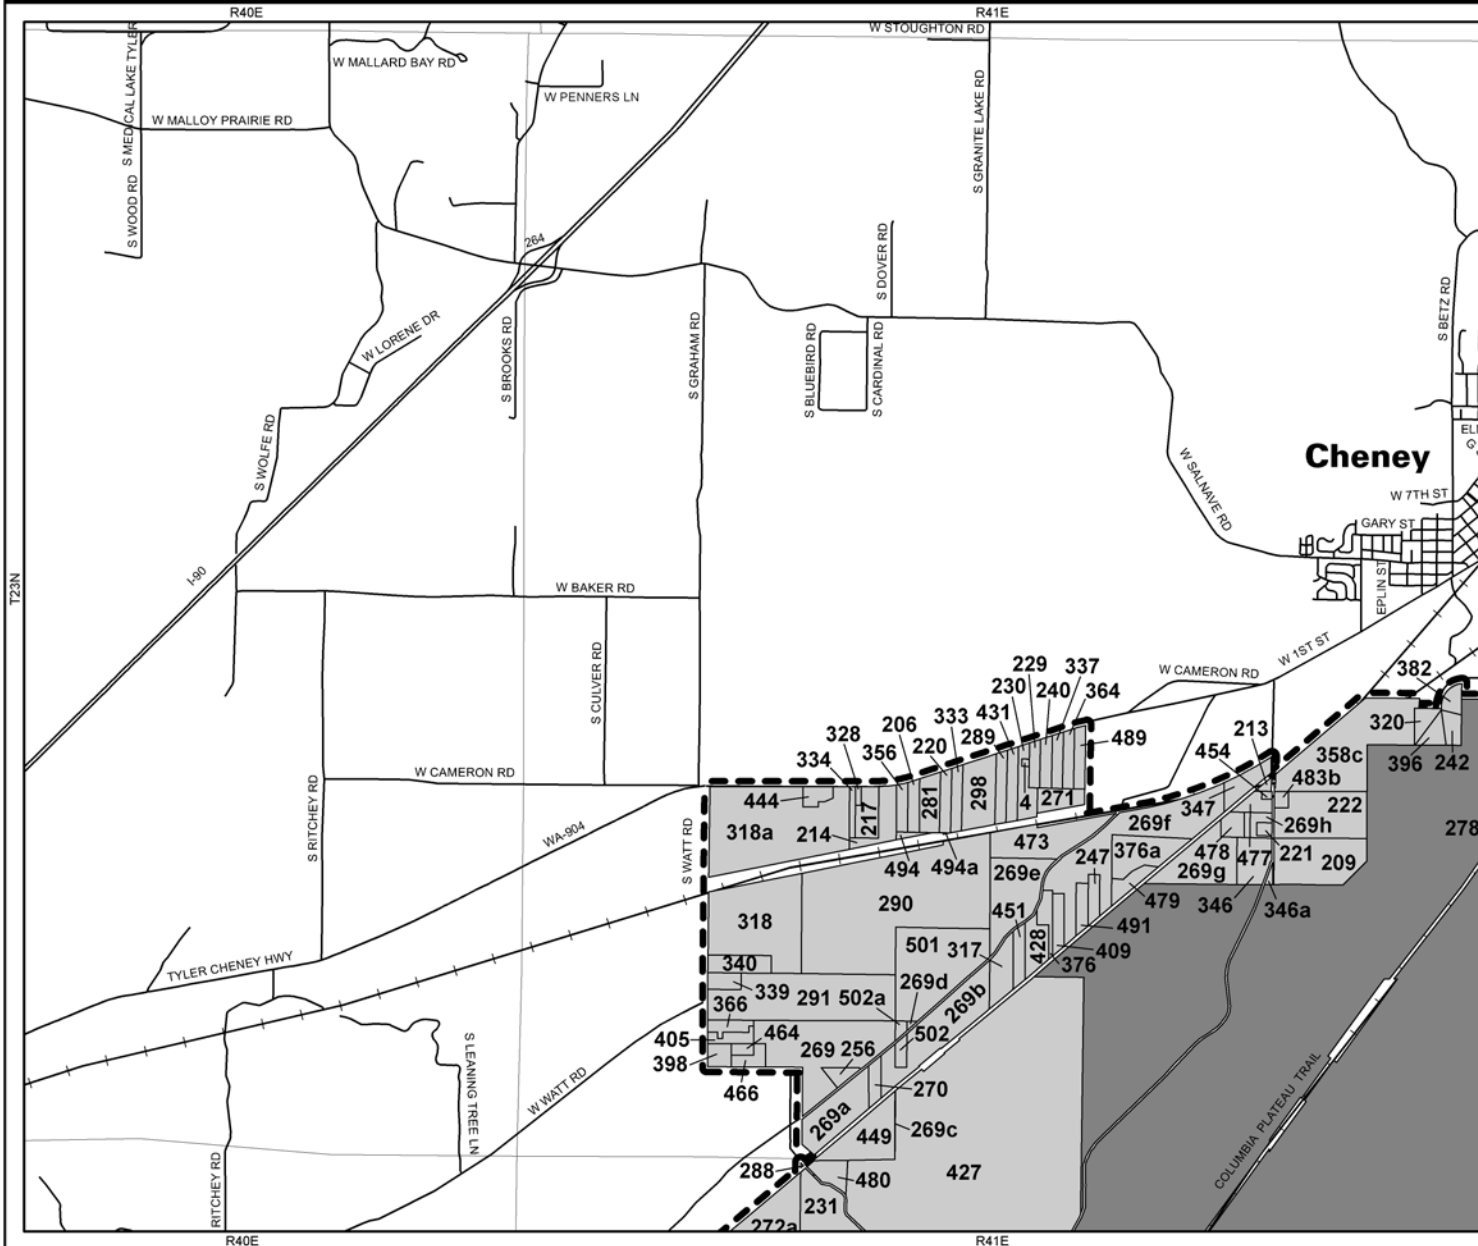 R40E
R41E
W STOUGHTON RD
W MALLARD BAY RD
W PENNERS LN
W MALLOY PRAIRIE RD
S MEDICAL LAKE TYLER
S WOOD RD
S GRANITE LAKE RD
264
S DOVER RD
S BETZ RD
W LORENE DR
S BROOKS RD
S GRAHAM RD
S BLUEBIRD RD
S CARDINAL RD
S WOLFE RD
W SALNAVE RD
Cheney
W 7TH ST
GARY ST
EPLIN ST
T23N
I-90
W BAKER RD
S CULVER RD
W 1ST ST
W CAMERON RD
W CAMERON RD
S RITCHEY RD
WA-904
S WATT RD
TYLER CHENEY HWY
S LEANING TREE LN
W WATT RD
RITCHEY RD
COLUMBIA PLATEAU TRAIL
229
337
230
240
364
382
431
333
289
206
220
328
356
334
489
213
454
320
358c
396
242
483b
444
217
281
298
4
271
347
222
318a
214
269f
269h
278
494
494a
473
376a
478
477
221
209
247
269e
269g
290
479
346
346a
318
451
491
501
317
428
409
376
340
339
291
502a
269d
269b
366
405
464
502
398
269
256
466
270
269a
449
269c
288
480
427
231
272a
R40E
R41E